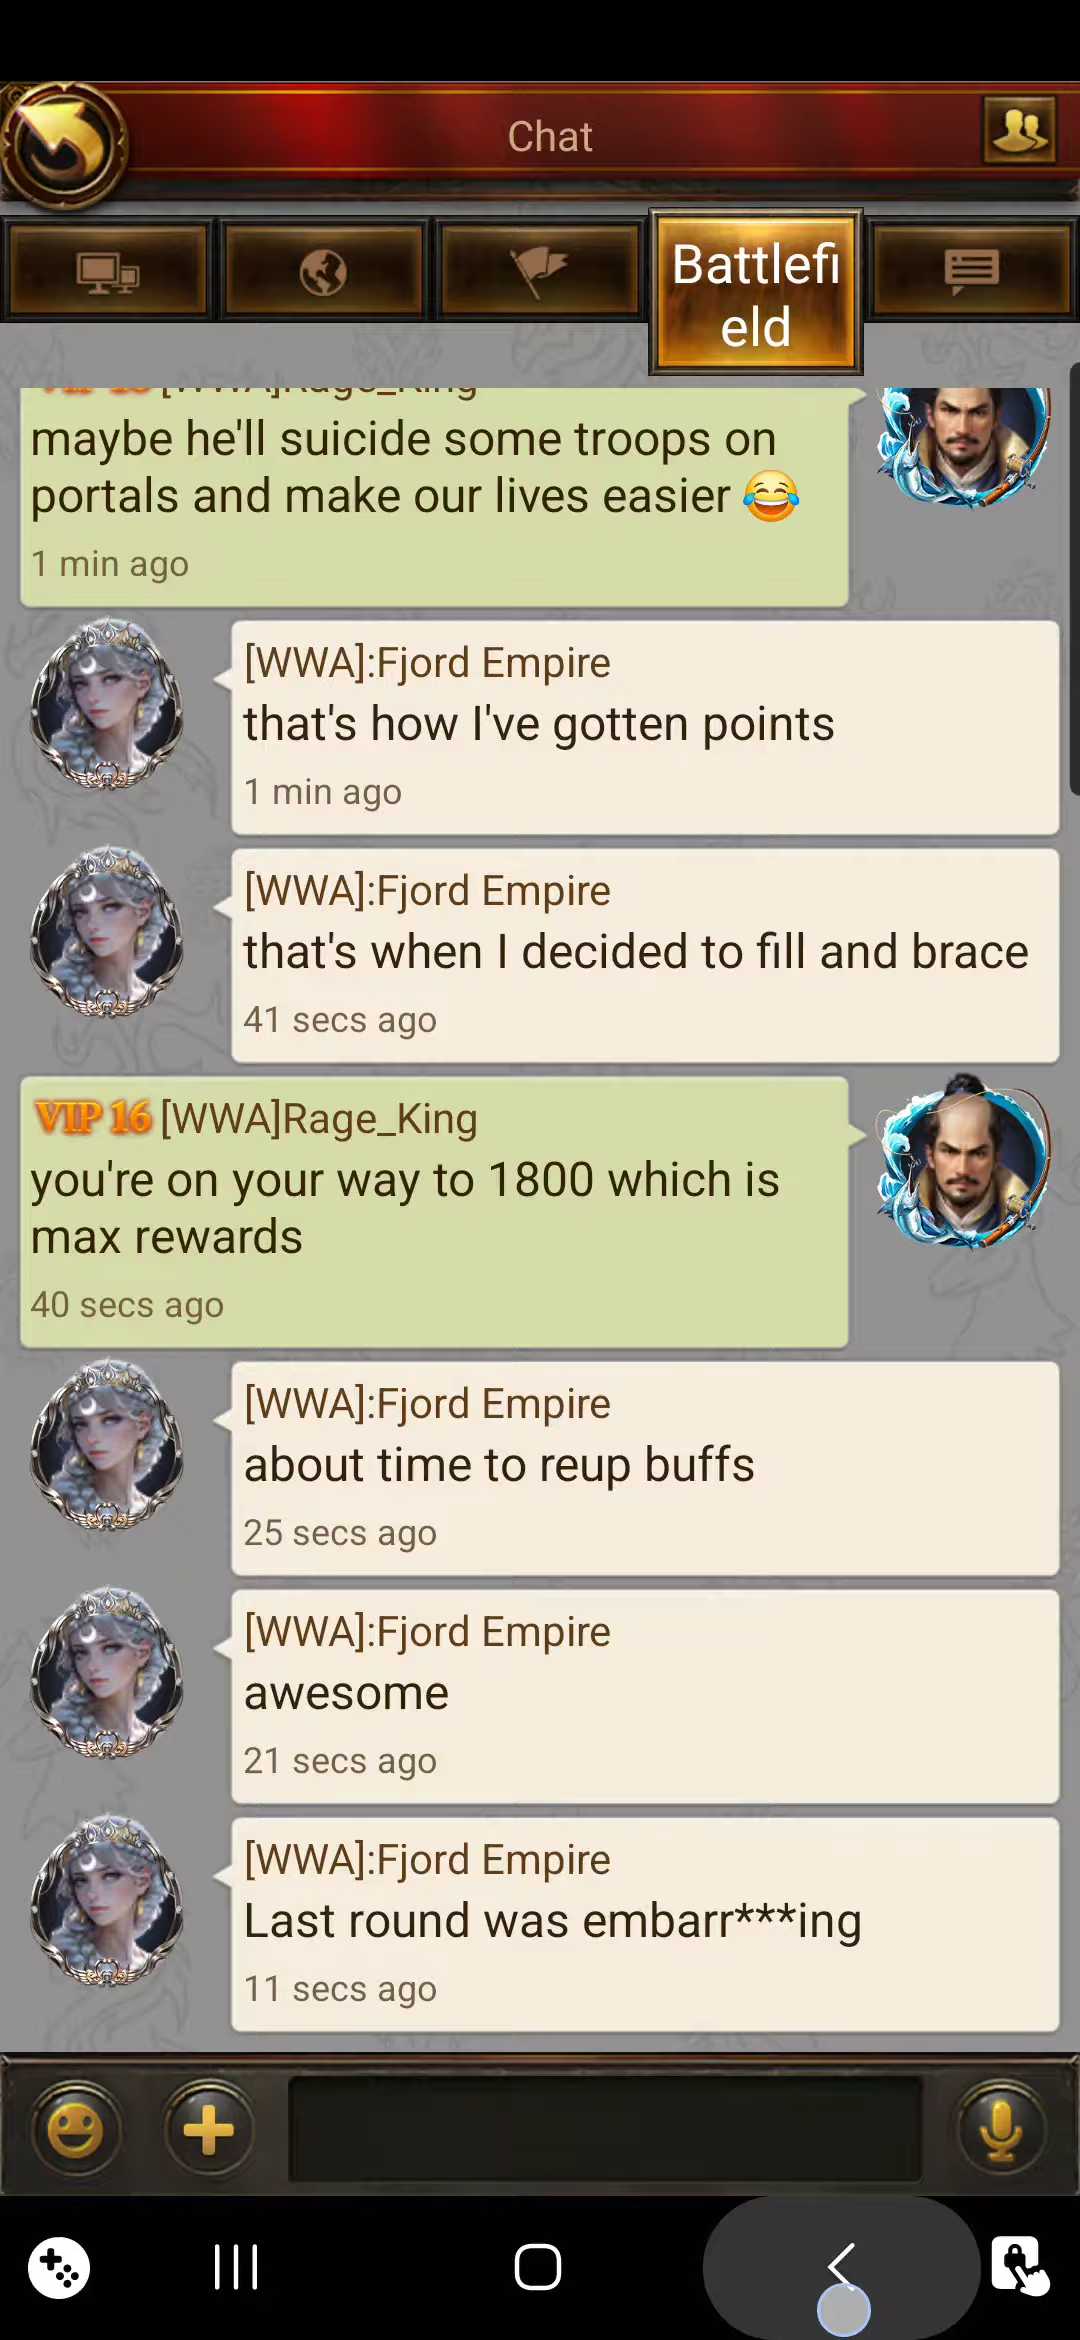 Chat
Battlefi
eld
[WWA]Rage_King
maybe he'll suicide some troops on
portals and make our lives easier 😂
1 min ago
[WWA]:Fjord Empire
that's how I've gotten points
1 min ago
[WWA]:Fjord Empire
that's when I decided to fill and brace
41 secs ago
VIP 16 [WWA]Rage_King
you're on your way to 1800 which is
max rewards
40 secs ago
[WWA]:Fjord Empire
about time to reup buffs
25 secs ago
[WWA]:Fjord Empire
awesome
21 secs ago
[WWA]:Fjord Empire
Last round was embarr***ing
11 secs ago